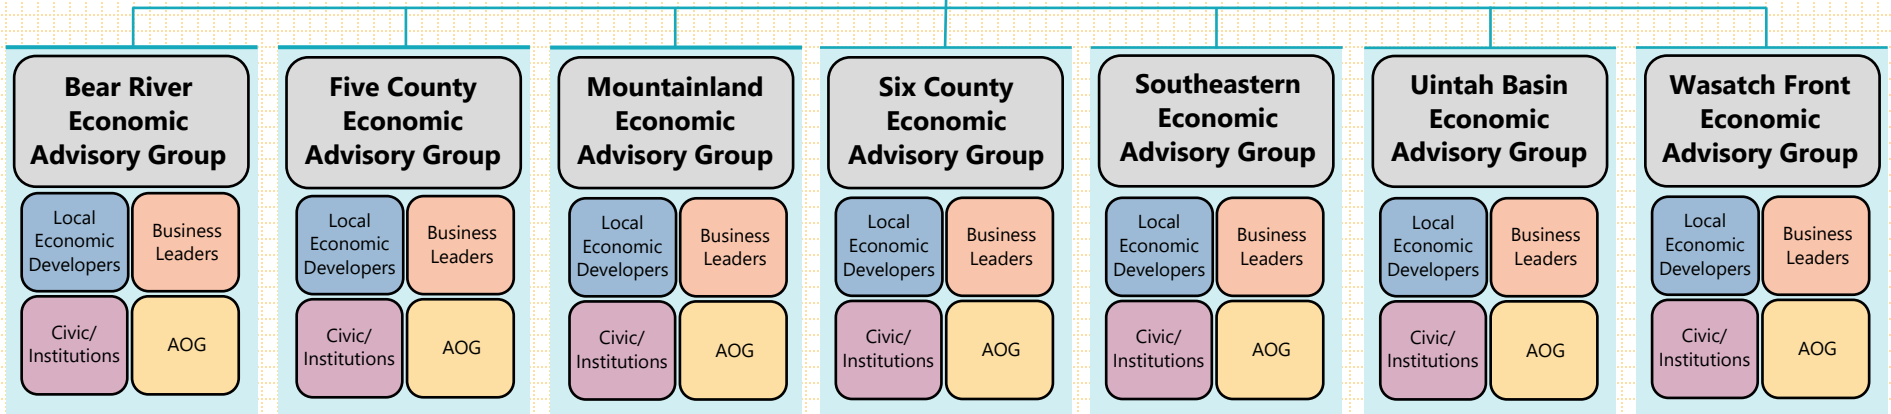 Bear River
Economic
Advisory Group
Local
Economic
Developers
Business
Leaders
Civic/
Institutions
AOG
Five County
Economic
Advisory Group
Local
Economic
Developers
Business
Leaders
Civic/
Institutions
AOG
Mountainland
Economic
Advisory Group
Local
Economic
Developers
Business
Leaders
Civic/
Institutions
AOG
Six County
Economic
Advisory Group
Local
Economic
Developers
Business
Leaders
Civic/
Institutions
AOG
Southeastern
Economic
Advisory Group
Local
Economic
Developers
Business
Leaders
Civic/
Institutions
AOG
Uintah Basin
Economic
Advisory Group
Local
Economic
Developers
Business
Leaders
Civic/
Institutions
AOG
Wasatch Front
Economic
Advisory Group
Local
Economic
Developers
Business
Leaders
Civic/
Institutions
AOG